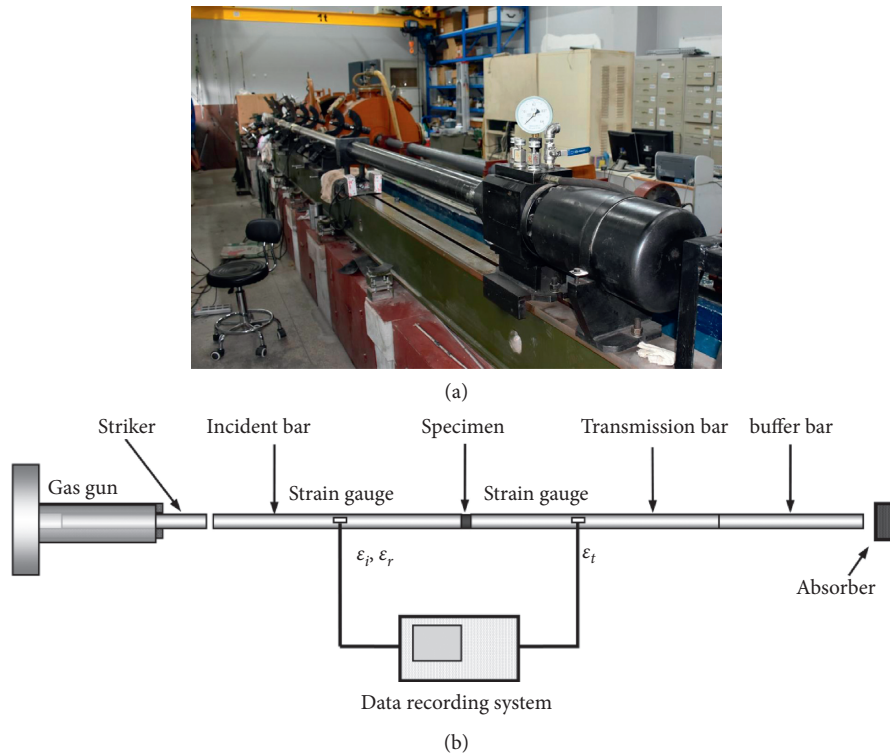 (a)
Striker
Incident bar
Specimen
Transmission bar
buffer bar
Gas gun
Strain gauge
Strain gauge
εi, εr
εt
Absorber
Data recording system
(b)